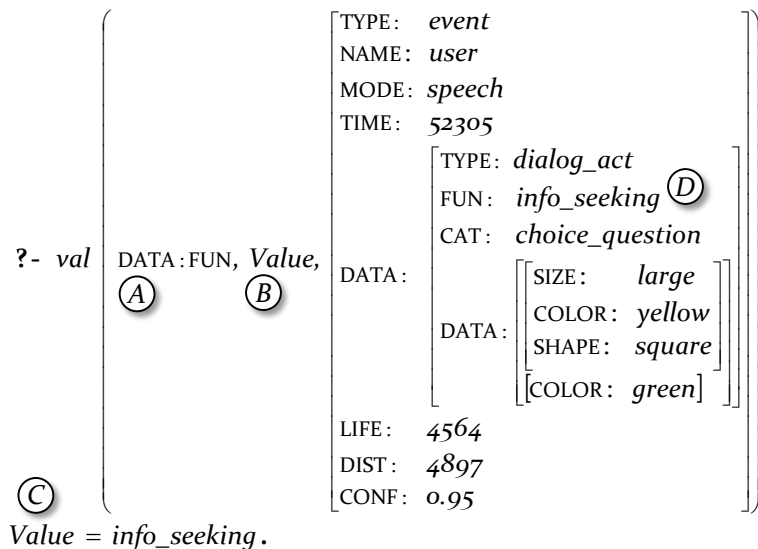 TYPE: event
NAME: user
MODE: speech
TIME: 52305
TYPE: dialog_act
FUN: info_seeking D
CAT: choice_question
?- val DATA:FUN, Value, DATA:
A B
SIZE: large
COLOR: yellow
DATA:
SHAPE: square
COLOR: green
LIFE: 4564
DIST: 4897
C
CONF: 0.95
Value = info_seeking.